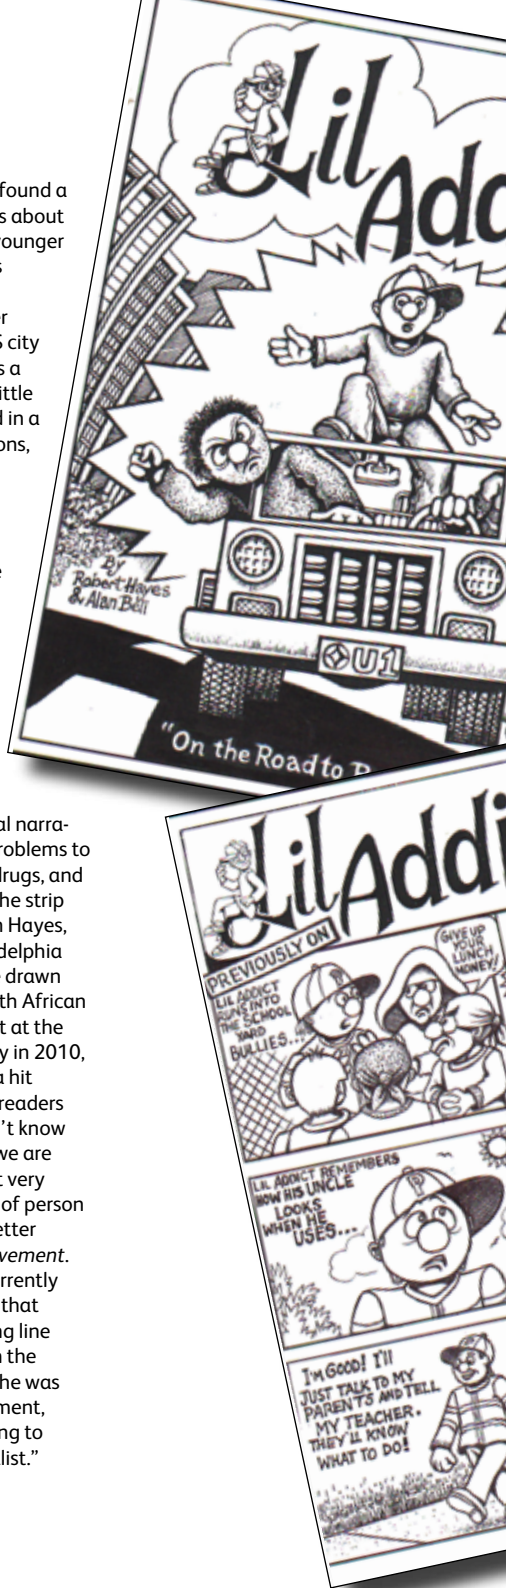 found a
s about
ounger
s
r
S city
s a
ittle
d in a
ons,
e
Lil
Add
By
Robert Hayes
& Alan Bell
U1
"On the Road to
al narra-
roblems to
drugs, and
he strip
n Hayes,
delphia
e drawn
th African
t at the
y in 2010,
a hit
readers
't know
we are
t very
of person
etter
vement.
rrently
that
ng line
n the
he was
ment,
ng to
list."
Lil Addi
PREVIOUSLY ON
LIL ADDICT
RUNS INTO
THE SCHOOL
YARD
BULLIES...
GIVE UP
YOUR
LUNCH
MONEY!
LIL ADDICT REMEMBERS
HOW HIS UNCLE
LOOKS
WHEN HE
USES...
P
I'M GOOD! I'LL
JUST TALK TO MY
PARENTS AND TELL
MY TEACHER.
THEY'LL KNOW
WHAT TO DO!